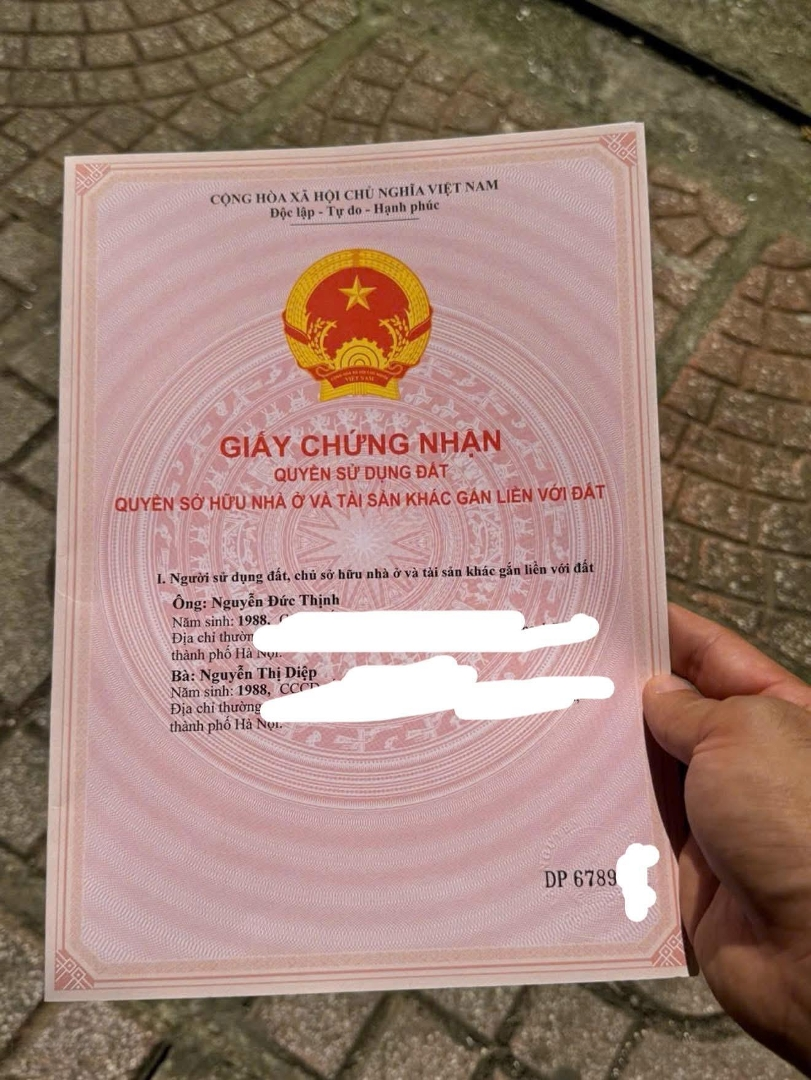 CỘNG HÒA XÃ HỘI CHỦ NGHĨA VIỆT NAM
Độc lập - Tự do - Hạnh phúc
VIỆT NAM
GIẤY CHỨNG NHẬN
QUYỀN SỬ DỤNG ĐẤT
QUYỀN SỞ HỮU NHÀ Ở VÀ TÀI SẢN KHÁC GẮN LIỀN VỚI ĐẤT
I. Người sử dụng đất, chủ sở hữu nhà ở và tài sản khác gắn liền với đất
Ông: Nguyễn Đức Thịnh
Năm sinh: 1988,
Địa chỉ thườn
thành phố Hà Nội.
Bà: Nguyễn Thị Diệp
Năm sinh: 1988, CCCD
Địa chỉ thường
thành phố Hà Nội.
DP 6789